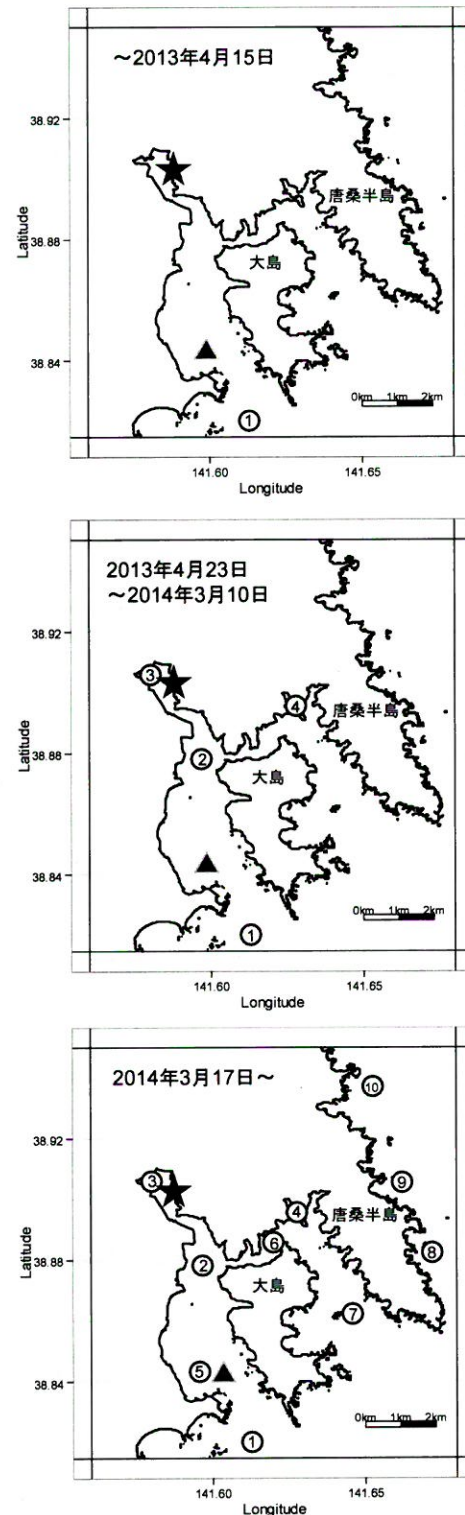 ～2013年4月15日
38.92
唐桑半島
38.88
大島
Latitude
38.84
①
0km 1km 2km
141.60 141.65
Longitude
2013年4月23日
～2014年3月10日
38.92
③
④
唐桑半島
②
38.88
大島
Latitude
38.84
①
0km 1km 2km
141.60 141.65
Longitude
2014年3月17日～
⑩
38.92
③
⑨
④
唐桑半島
⑥
⑧
②
38.88
大島
Latitude
⑦
⑤
38.84
①
0km 1km 2km
141.60 141.65
Longitude